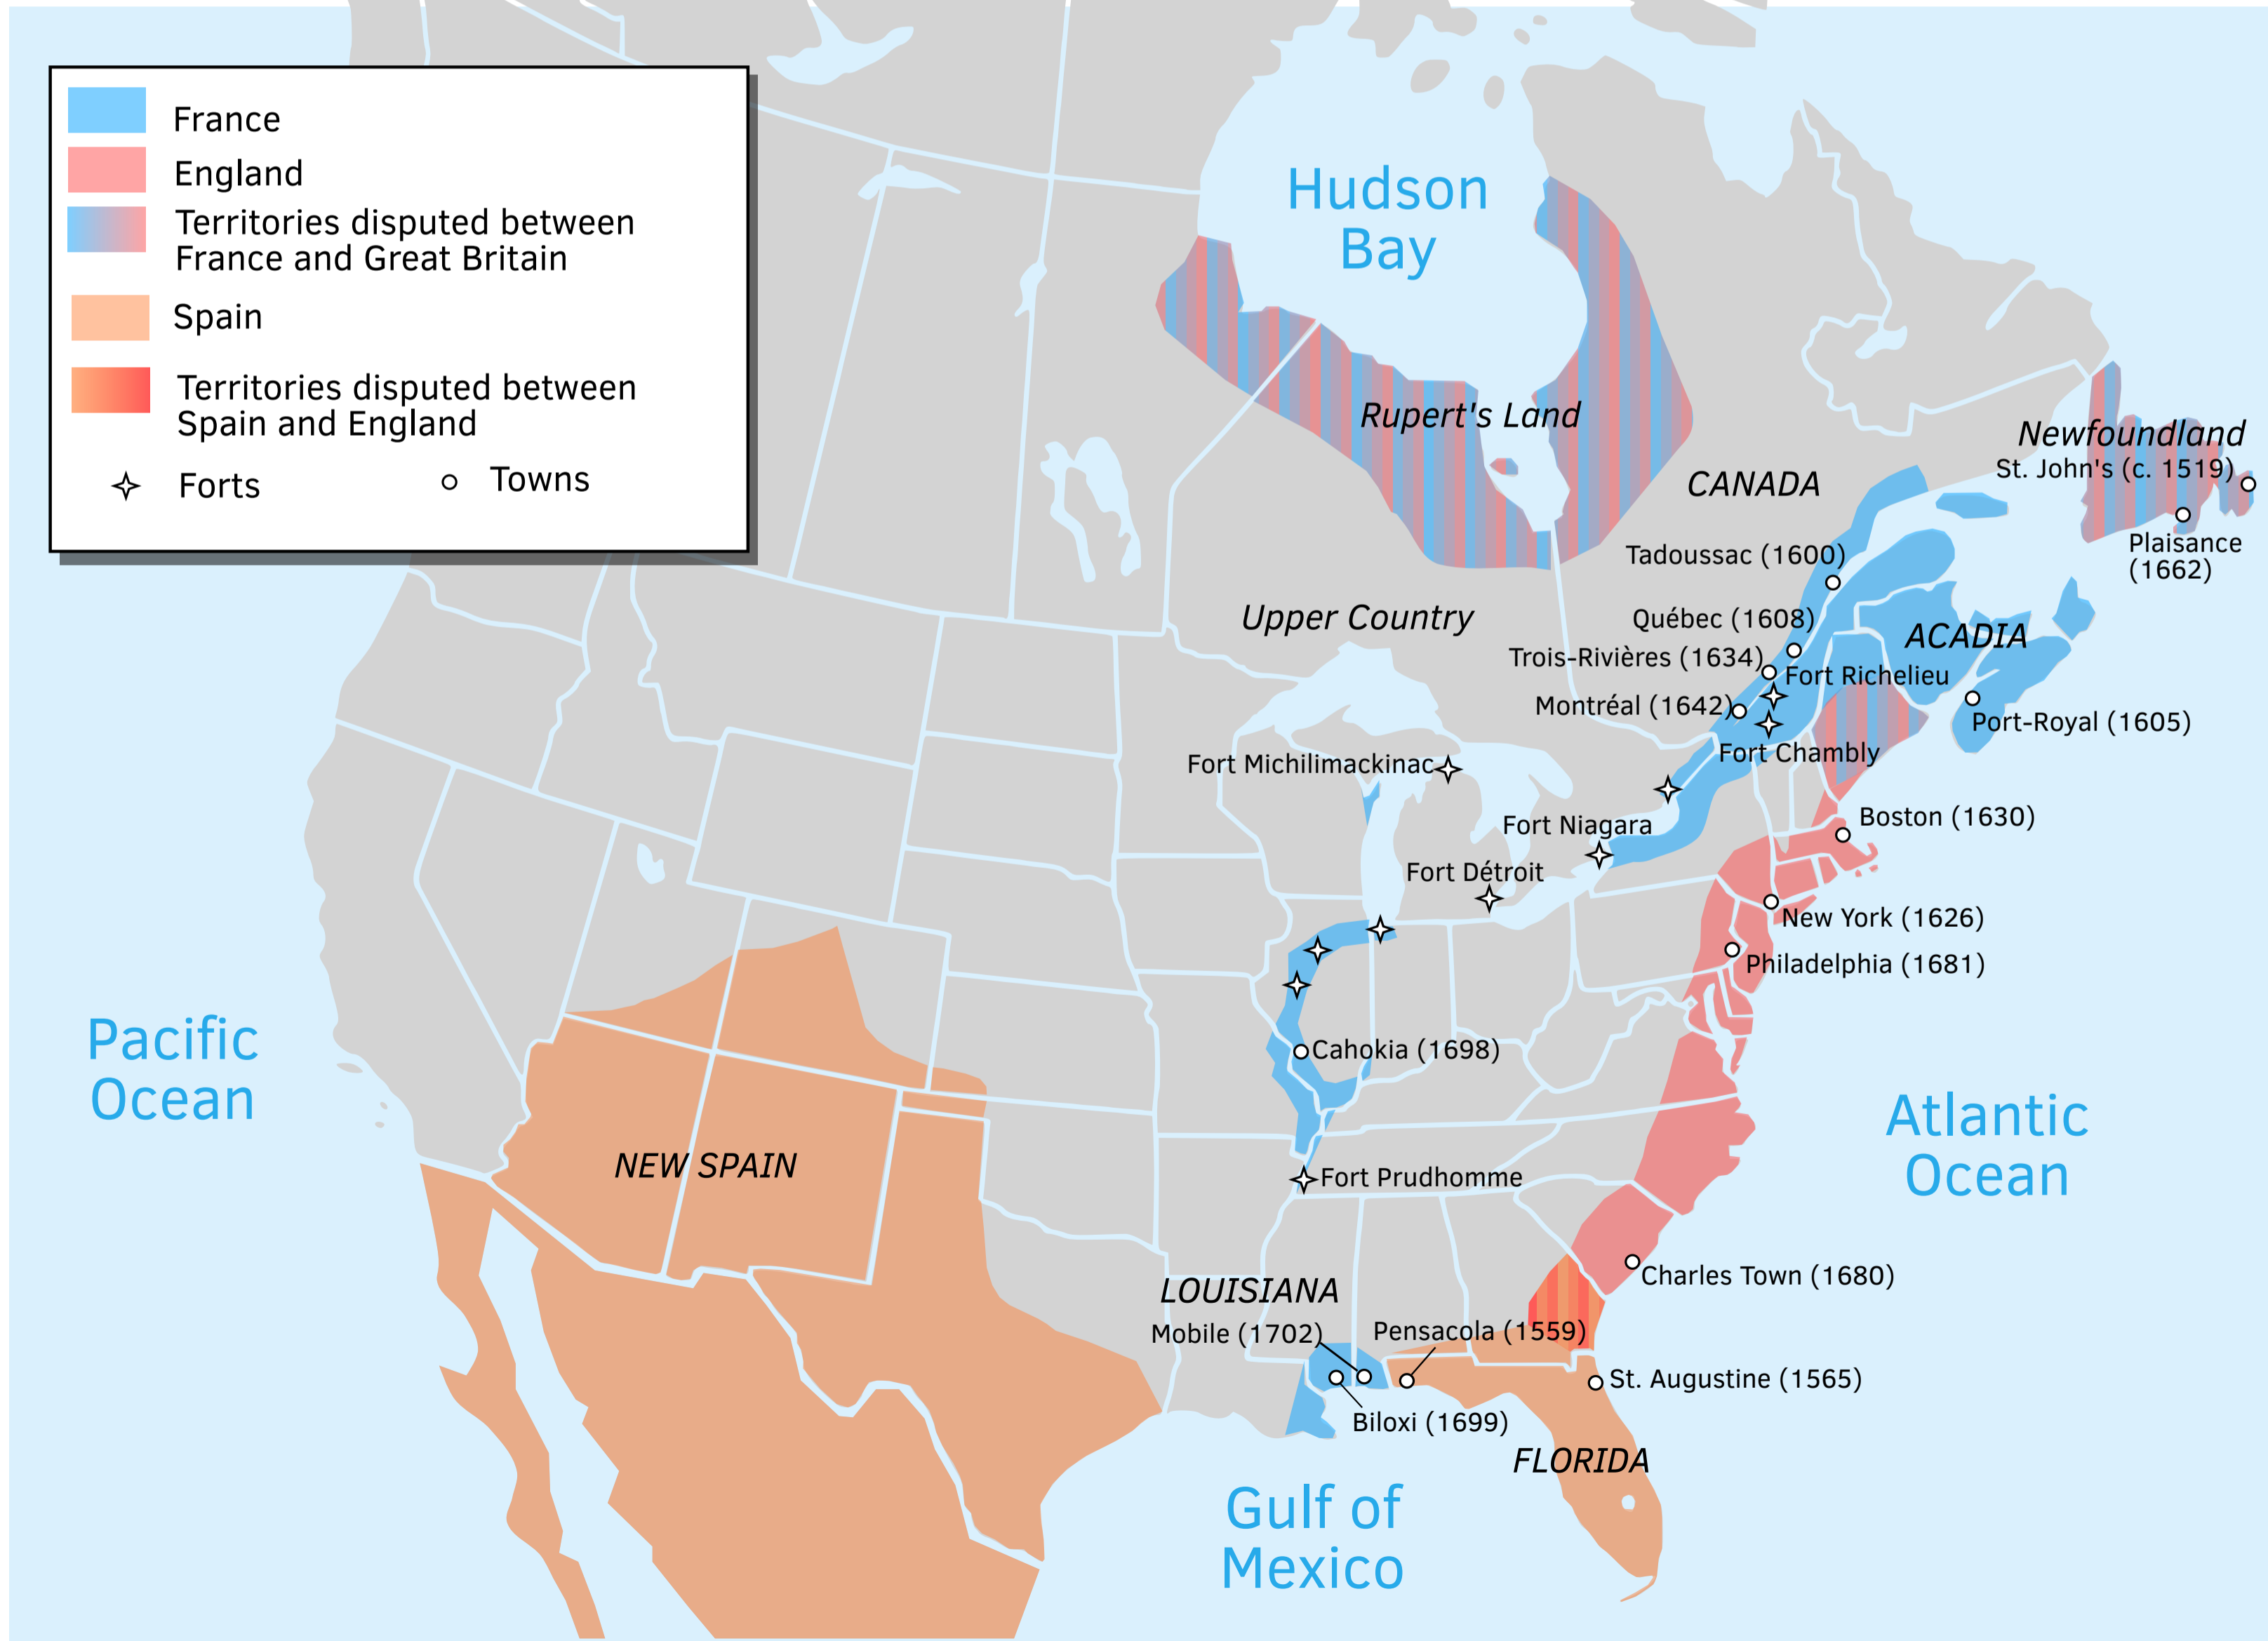 France
England
Territories disputed between
France and Great Britain
Spain
Territories disputed between
Spain and England
Forts
Towns
Hudson
Bay
Rupert's Land
CANADA
Newfoundland
St. John's (c. 1519)
Plaisance
(1662)
Tadoussac (1600)
Upper Country
Québec (1608)
ACADIA
Trois-Rivières (1634)
Fort Richelieu
Montréal (1642)
Port-Royal (1605)
Fort Chambly
Fort Michilimackinac
Boston (1630)
Fort Niagara
Fort Détroit
New York (1626)
Philadelphia (1681)
Pacific
Ocean
Cahokia (1698)
Atlantic
Ocean
NEW SPAIN
Fort Prudhomme
Charles Town (1680)
LOUISIANA
Mobile (1702)
Pensacola (1559)
St. Augustine (1565)
Biloxi (1699)
FLORIDA
Gulf of
Mexico